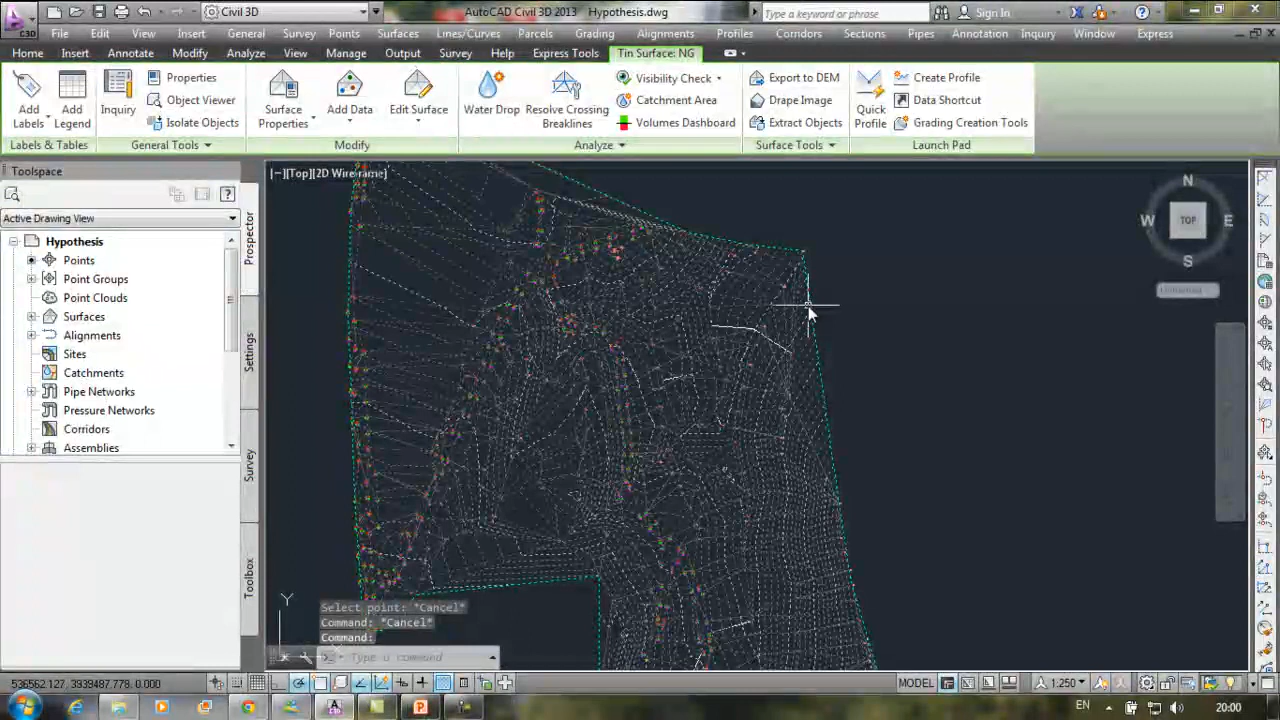 Civil 3D
AutoCAD Civil 3D 2013 Hypothesis.dwg
Type a keyword or phrase
Sign In
File Edit View Insert General Survey Points Surfaces Lines/Curves Parcels Grading Alignments Profiles Corridors Sections Pipes Annotation Inquiry Window Express
Home Insert Annotate Modify Analyze View Manage Output Survey Help Express Tools Tin Surface: NG
Add Labels
Add Legend
Labels & Tables
Inquiry
Properties
Object Viewer
Isolate Objects
General Tools
Surface Properties
Add Data
Edit Surface
Modify
Water Drop
Resolve Crossing Breaklines
Visibility Check
Catchment Area
Volumes Dashboard
Analyze
Export to DEM
Drape Image
Extract Objects
Surface Tools
Quick Profile
Create Profile
Data Shortcut
Grading Creation Tools
Launch Pad
Toolspace
Active Drawing View
Hypothesis
Points
Point Groups
Point Clouds
Surfaces
Alignments
Sites
Catchments
Pipe Networks
Pressure Networks
Corridors
Assemblies
Prospector
Settings
Survey
Toolbox
[−][Top][2D Wireframe]
N
W TOP E
S
Unnamed
Y
Select point: *Cancel*
Command: *Cancel*
Command:
Type a command
536562.127, 3939487.778, 0.000
MODEL
1:250
EN
20:00